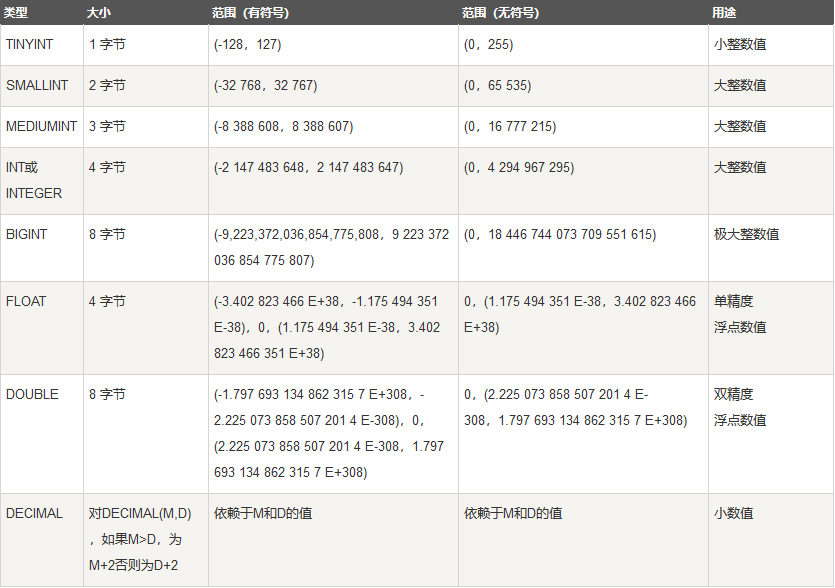 类型 大小 范围（有符号） 范围（无符号） 用途
TINYINT 1 字节 (-128，127) (0，255) 小整数值
SMALLINT 2 字节 (-32 768，32 767) (0，65 535) 大整数值
MEDIUMINT 3 字节 (-8 388 608，8 388 607) (0，16 777 215) 大整数值
INT或 4 字节 (-2 147 483 648，2 147 483 647) (0，4 294 967 295) 大整数值
INTEGER
BIGINT 8 字节 (-9,223,372,036,854,775,808，9 223 372 (0，18 446 744 073 709 551 615) 极大整数值
036 854 775 807)
FLOAT 4 字节 (-3.402 823 466 E+38，-1.175 494 351 0，(1.175 494 351 E-38，3.402 823 466 单精度
E-38)，0，(1.175 494 351 E-38，3.402 E+38) 浮点数值
823 466 351 E+38)
DOUBLE 8 字节 (-1.797 693 134 862 315 7 E+308，- 0，(2.225 073 858 507 201 4 E- 双精度
2.225 073 858 507 201 4 E-308)，0， 308，1.797 693 134 862 315 7 E+308) 浮点数值
(2.225 073 858 507 201 4 E-308，1.797
693 134 862 315 7 E+308)
DECIMAL 对DECIMAL(M,D) 依赖于M和D的值 依赖于M和D的值 小数值
，如果M>D，为
M+2否则为D+2